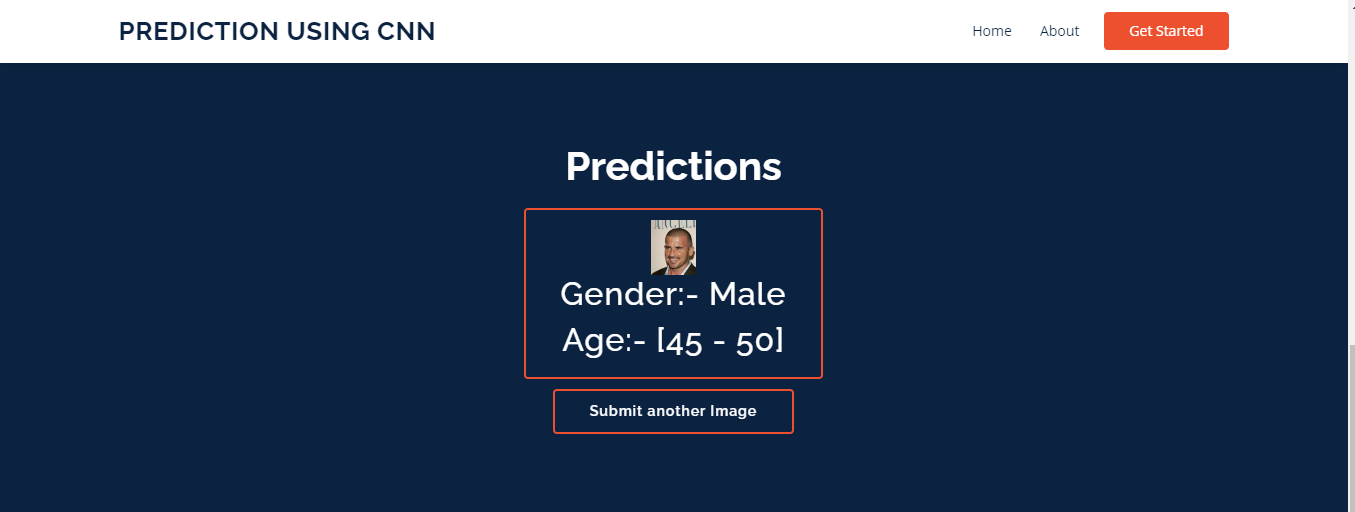 PREDICTION USING CNN
Home
About
Get Started
Predictions
Gender:- Male
Age:- [45 - 50]
Submit another Image